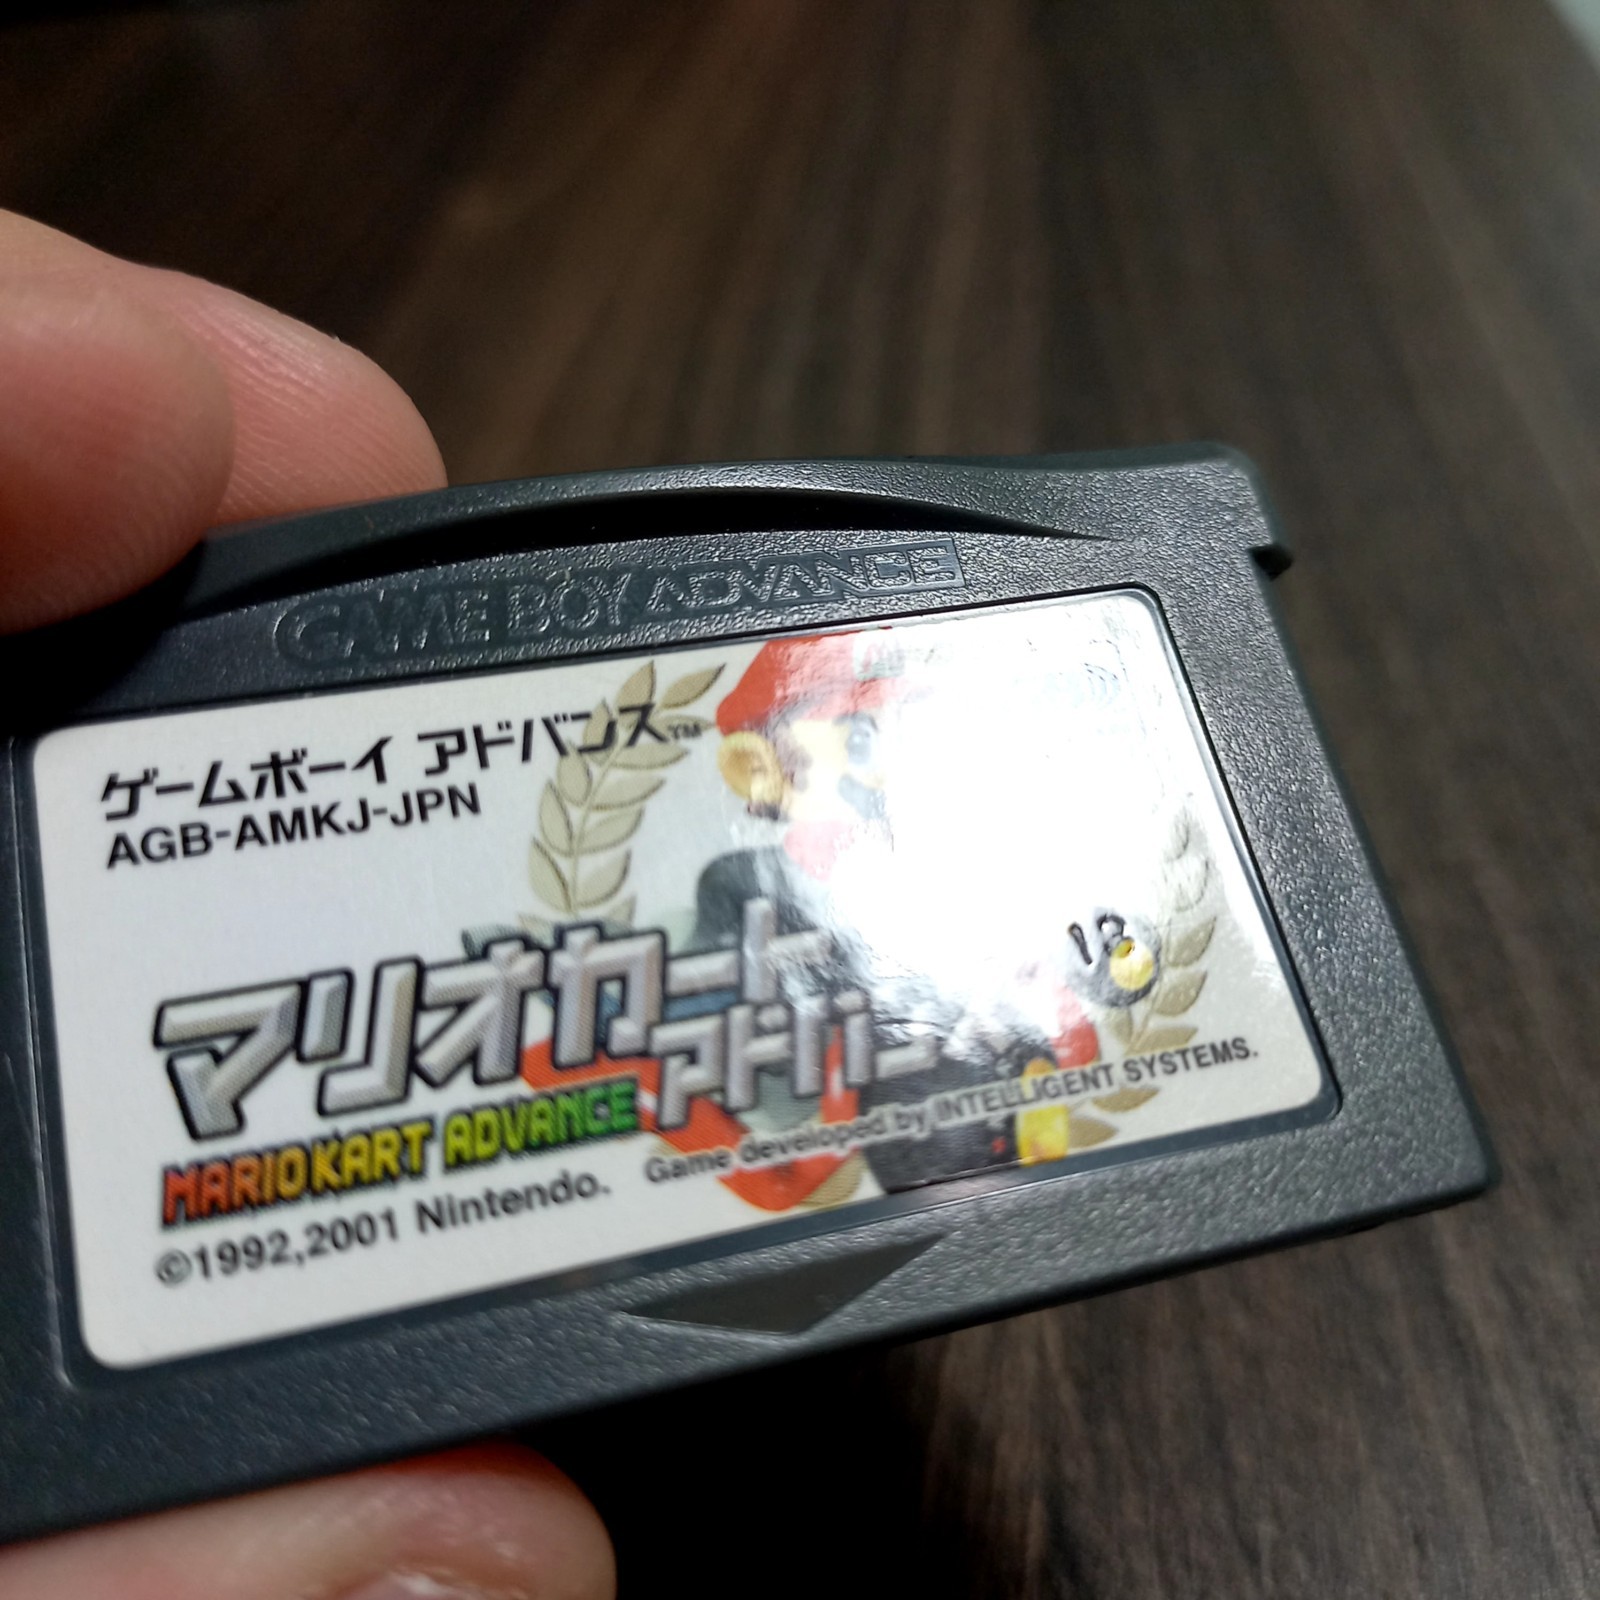 GAME BOY ADVANCE
ゲームボーイ アドバンス™
AGB-AMKJ-JPN
マリオカート
アドバン
MARIOKART ADVANCE
18
©1992,2001 Nintendo. Game developed by INTELLIGENT SYSTEMS.